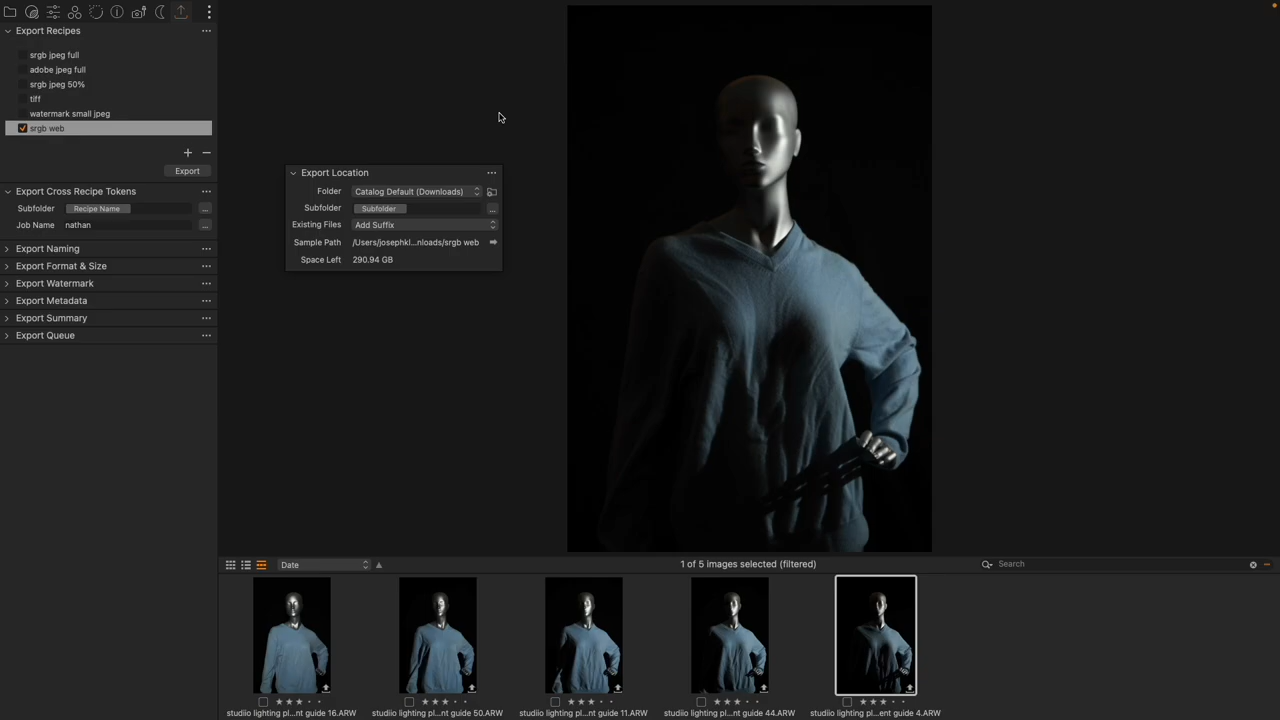 Export Recipes
srgb jpeg full
adobe jpeg full
srgb jpeg 50%
tiff
watermark small jpeg
srgb web
Export
Export Cross Recipe Tokens
Subfolder Recipe Name
Job Name nathan
Export Naming
Export Format & Size
Export Watermark
Export Metadata
Export Summary
Export Queue
Export Location
Folder Catalog Default (Downloads)
Subfolder Subfolder
Existing Files Add Suffix
Sample Path /Users/josephkl...nloads/srgb web
Space Left 290.94 GB
Date
1 of 5 images selected (filtered)
Search
studiio lighting pl...nt guide 16.ARW
studiio lighting pl...nt guide 50.ARW
studiio lighting pl...nt guide 11.ARW
studiio lighting pl...nt guide 44.ARW
studiio lighting pl...ent guide 4.ARW